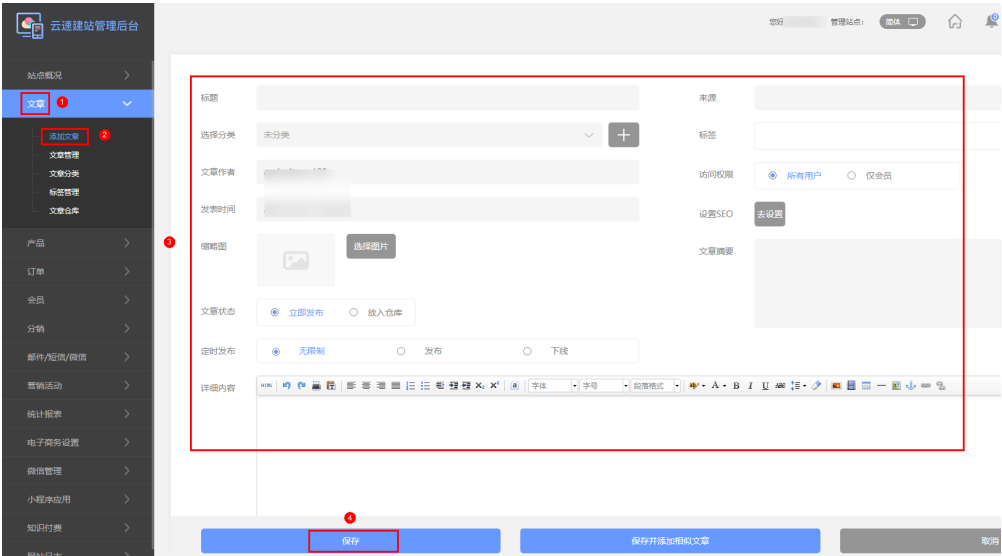 云速建站管理后台
您好 管理站点: 简体
站点概况
文章 1
添加文章 2
文章管理
文章分类
标签管理
文章仓库
产品
订单
会员
分销
邮件/短信/微信
营销活动
统计报表
电子商务设置
微信管理
小程序应用
知识付费
网站日志
3
标题
来源
选择分类 未分类
标签
文章作者
访问权限 所有用户 仅会员
发表时间
设置SEO 去设置
缩略图 选择图片
文章摘要
文章状态 立即发布 放入仓库
定时发布 无限制 发布 下线
详细内容 HTML 字体 字号 段落格式 A B I U ABC
4
保存 保存并添加相似文章 取消